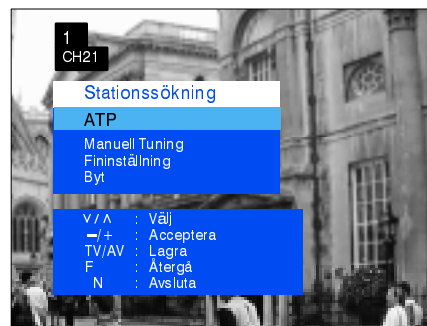 1
CH21
Stationssökning
ATP
Manuell Tuning
Fininställning
Byt
∨/∧ : Välj
−/+ : Acceptera
TV/AV : Lagra
F : Återgå
N : Avsluta